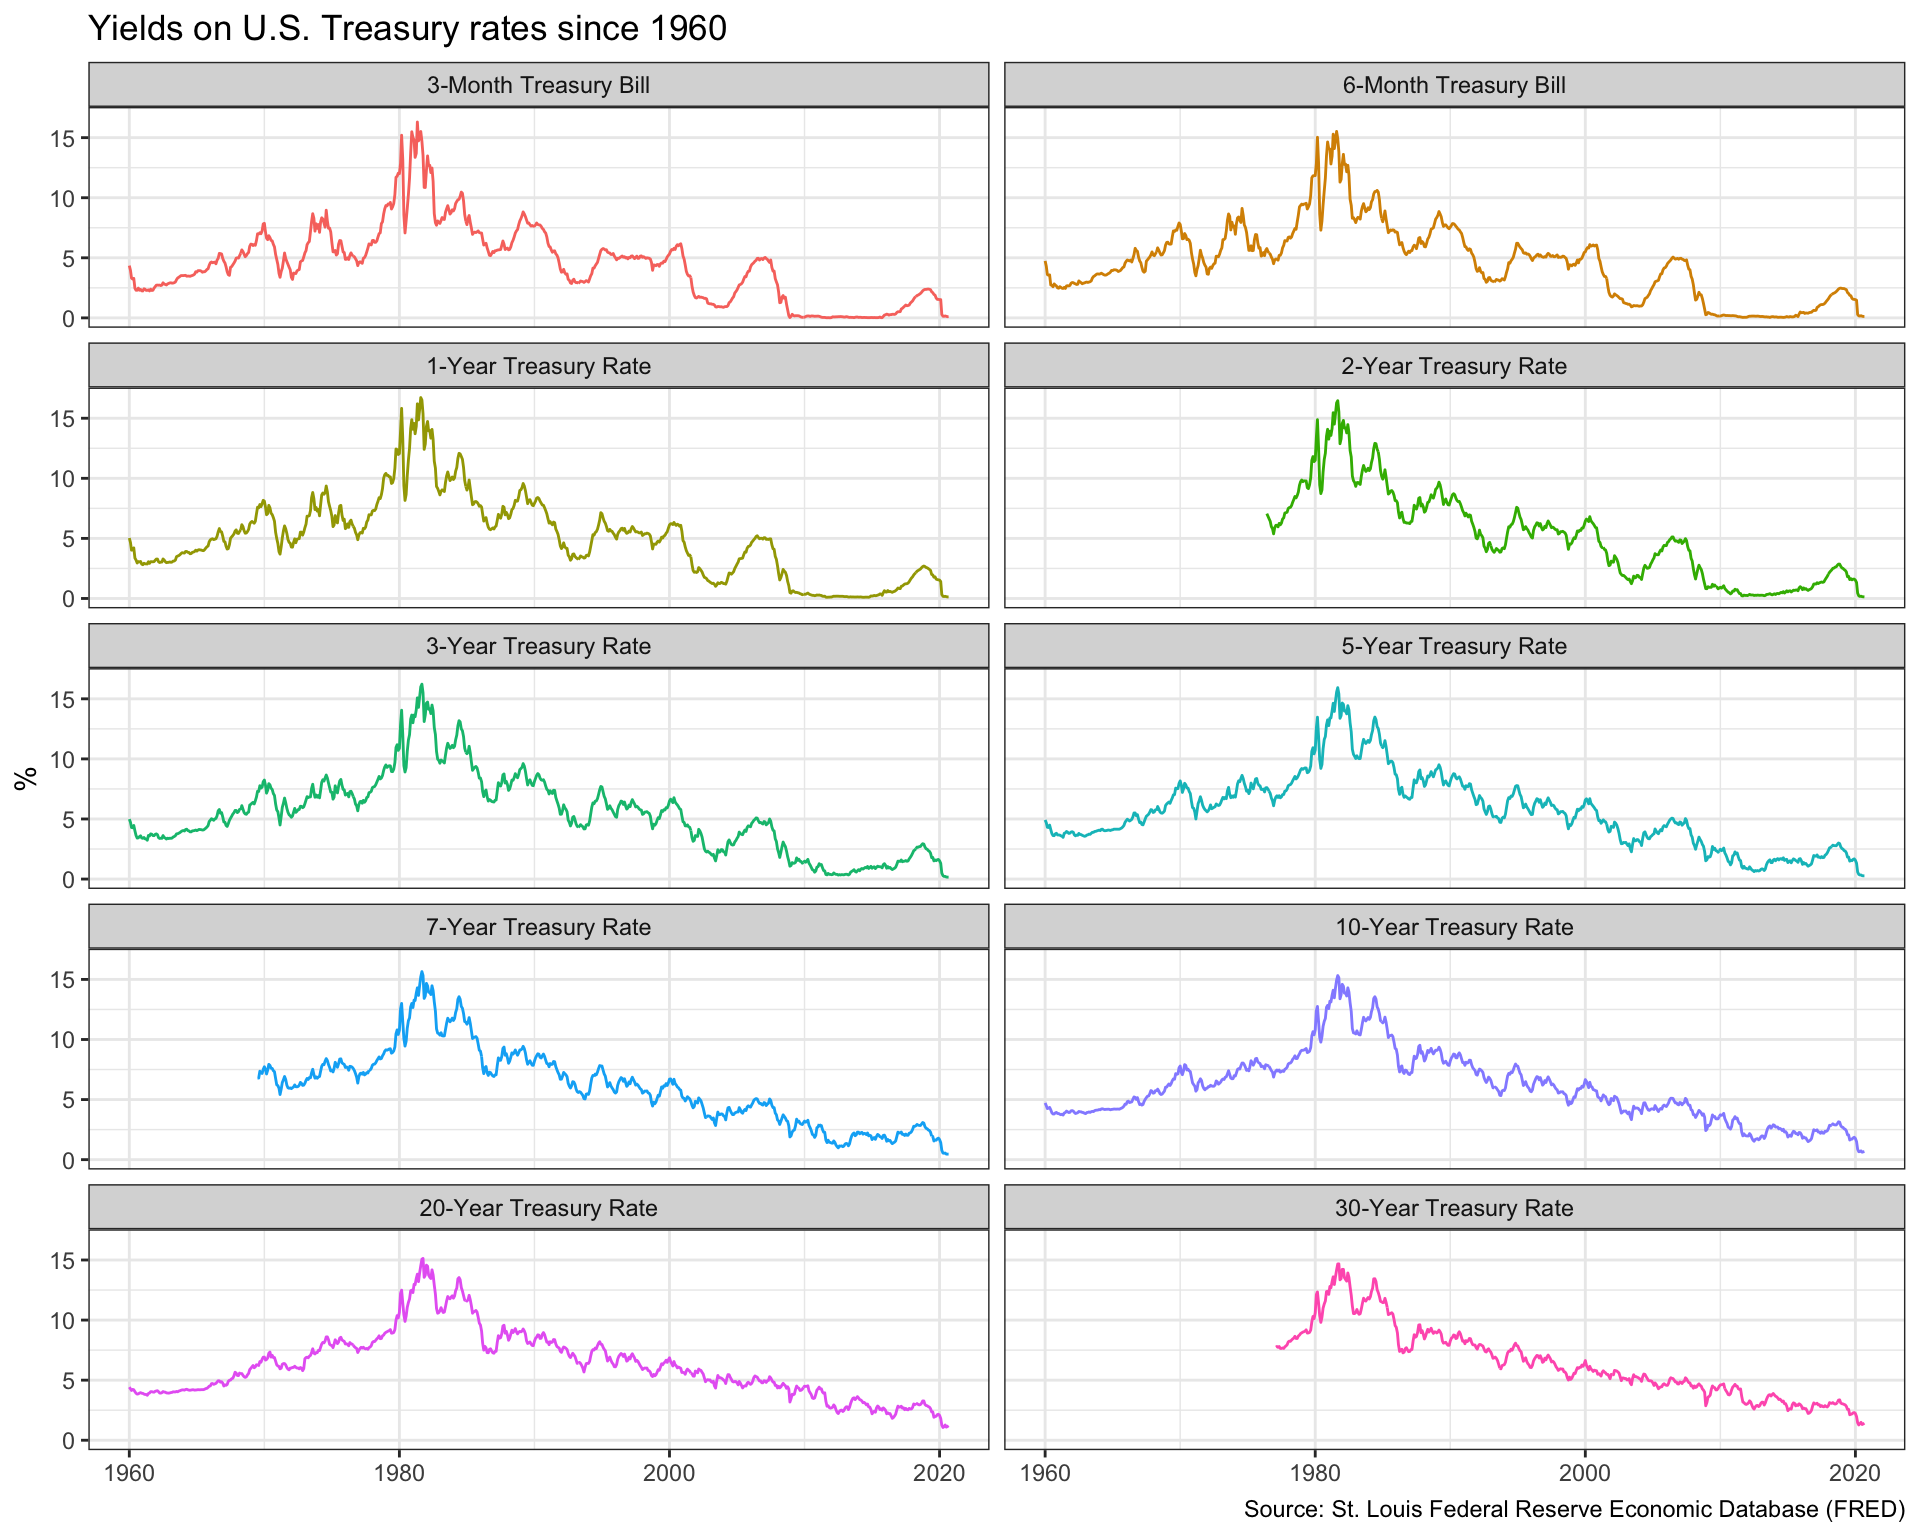 Yields on U.S. Treasury rates since 1960
3-Month Treasury Bill
6-Month Treasury Bill
15
10
5
0
1-Year Treasury Rate
2-Year Treasury Rate
15
10
5
0
3-Year Treasury Rate
5-Year Treasury Rate
15
10
5
0
%
7-Year Treasury Rate
10-Year Treasury Rate
15
10
5
0
20-Year Treasury Rate
30-Year Treasury Rate
15
10
5
0
1960 1980 2000 2020 1960 1980 2000 2020
Source: St. Louis Federal Reserve Economic Database (FRED)